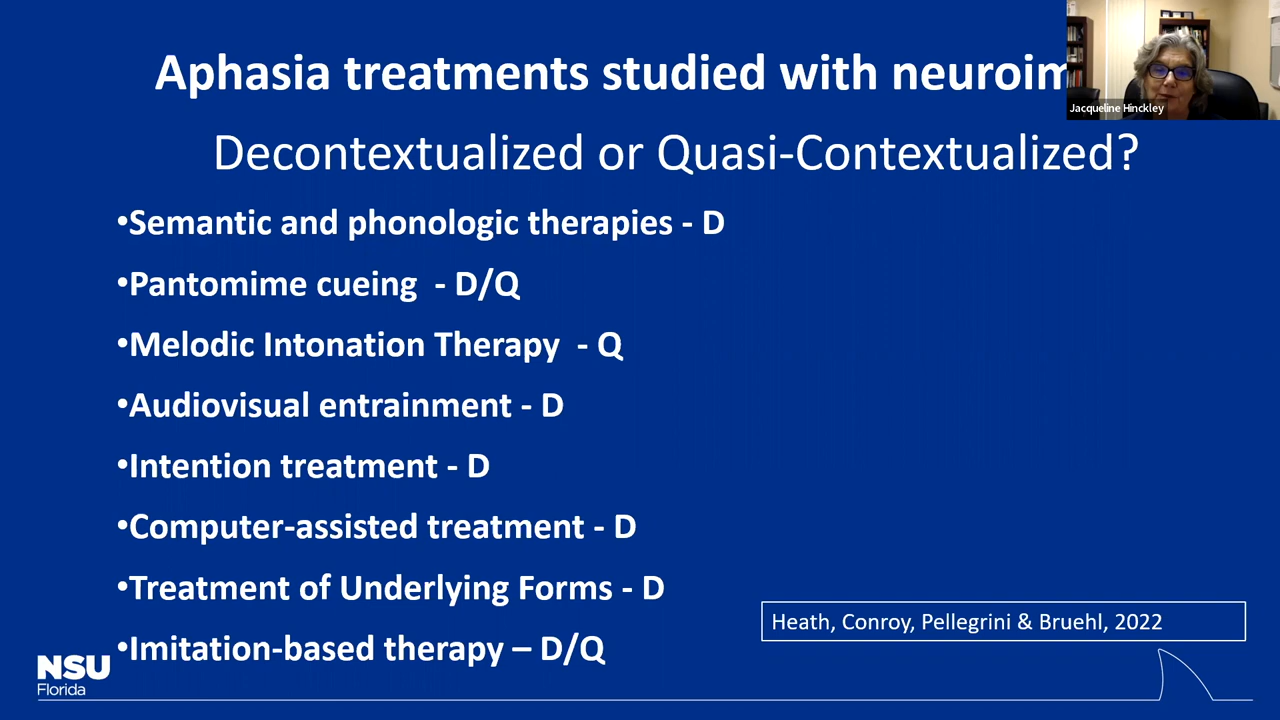 Aphasia treatments studied with neuroim
Jacqueline Hinckley
Decontextualized or Quasi-Contextualized?
•Semantic and phonologic therapies - D
•Pantomime cueing - D/Q
•Melodic Intonation Therapy - Q
•Audiovisual entrainment - D
•Intention treatment - D
•Computer-assisted treatment - D
•Treatment of Underlying Forms - D
Heath, Conroy, Pellegrini & Bruehl, 2022
•Imitation-based therapy – D/Q
NSU
Florida